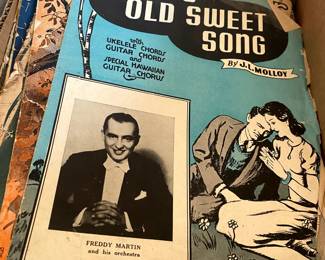 OLD SWEET
SONG
with
UKELELE CHORDS
GUITAR CHORDS
and
SPECIAL HAWAIIAN
GUITAR CHORUS
By J.L. MOLLOY
FREDDY MARTIN
and his orchestra